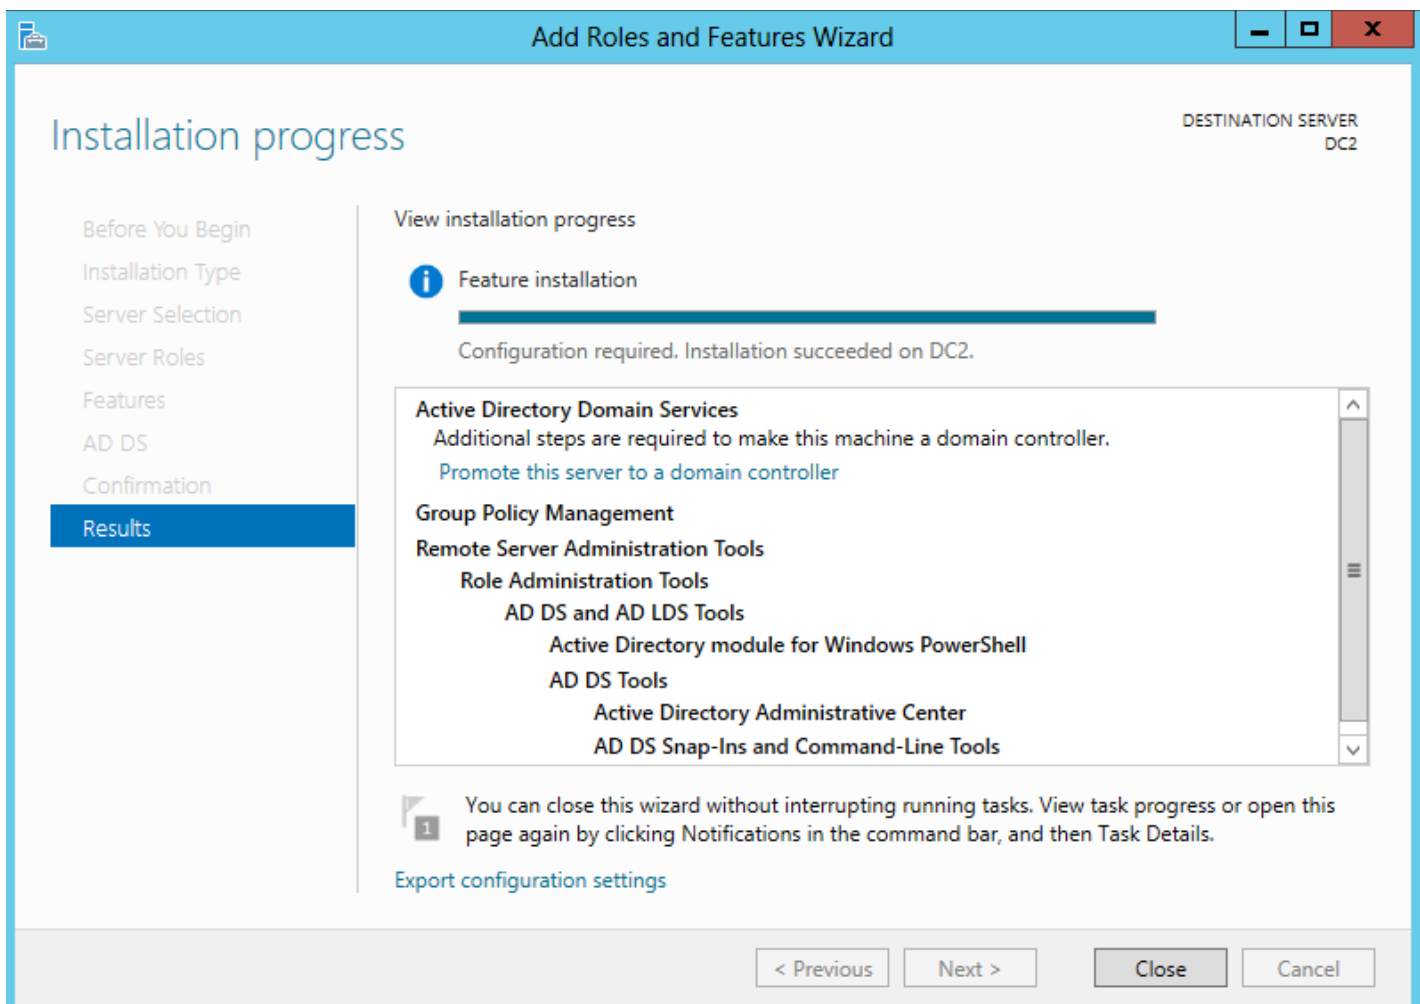 Add Roles and Features Wizard
Installation progress
DESTINATION SERVER
DC2
Before You Begin
Installation Type
Server Selection
Server Roles
Features
AD DS
Confirmation
Results
View installation progress
Feature installation
Configuration required. Installation succeeded on DC2.
Active Directory Domain Services
Additional steps are required to make this machine a domain controller.
Promote this server to a domain controller
Group Policy Management
Remote Server Administration Tools
Role Administration Tools
AD DS and AD LDS Tools
Active Directory module for Windows PowerShell
AD DS Tools
Active Directory Administrative Center
AD DS Snap-Ins and Command-Line Tools
1
You can close this wizard without interrupting running tasks. View task progress or open this
page again by clicking Notifications in the command bar, and then Task Details.
Export configuration settings
< Previous
Next >
Close
Cancel